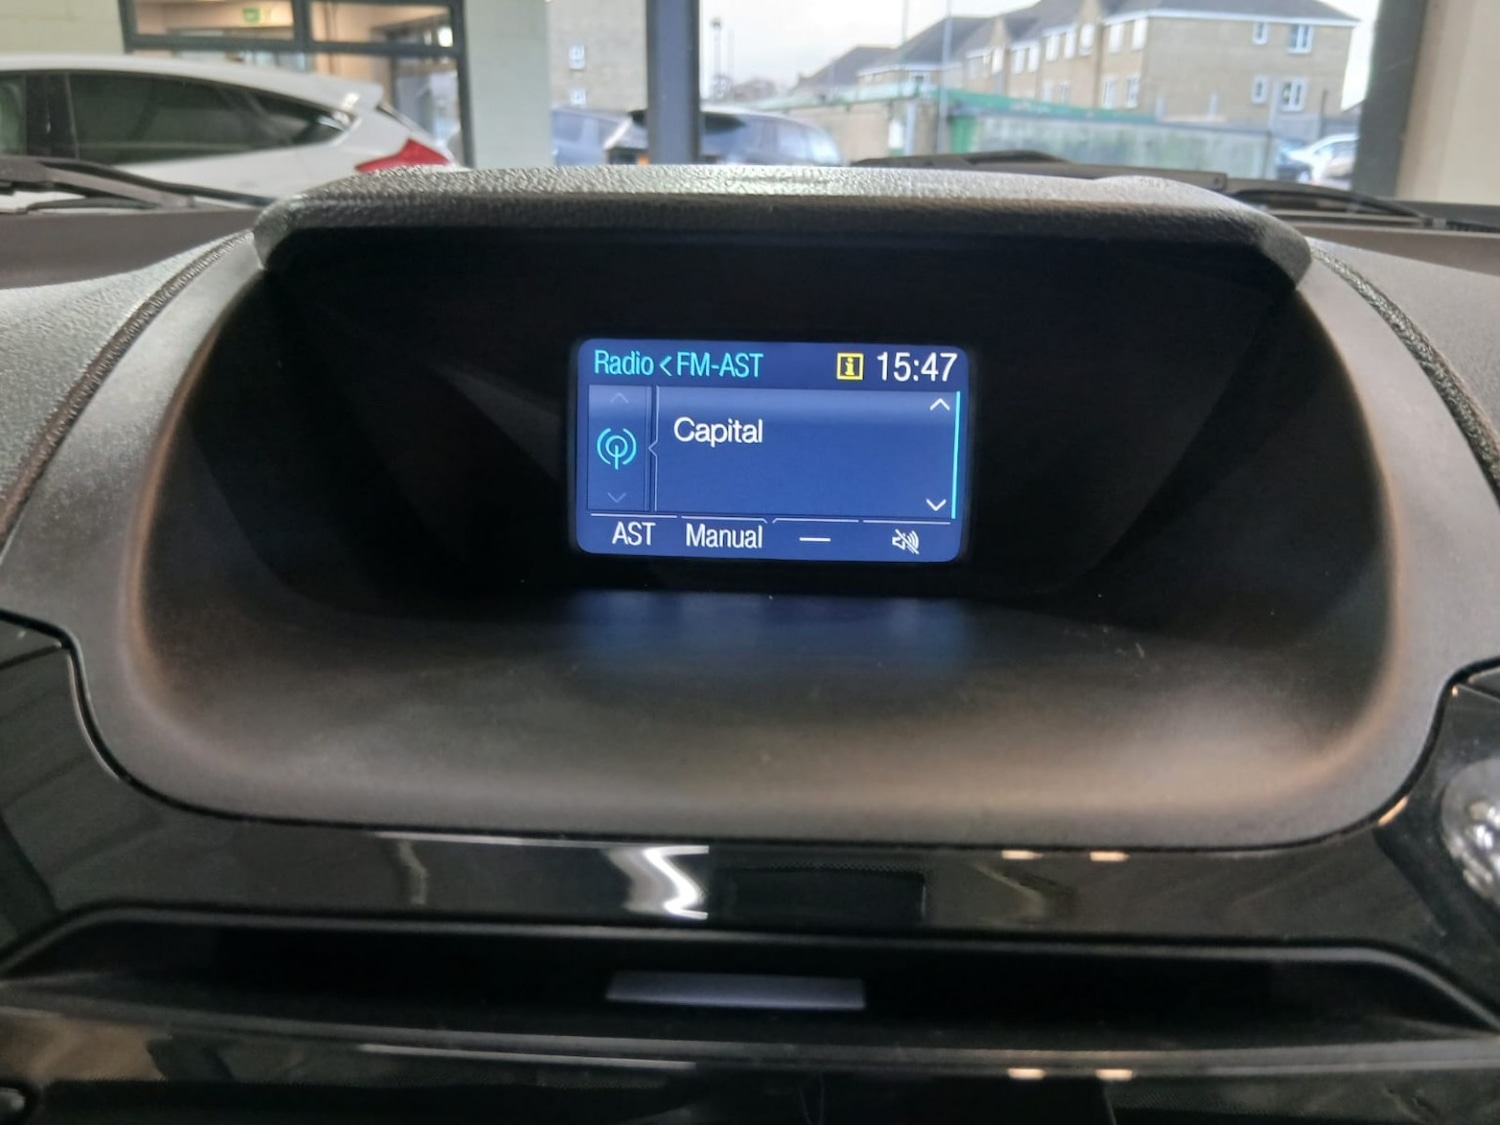 Radio < FM-AST i 15:47
Capital
AST Manual —